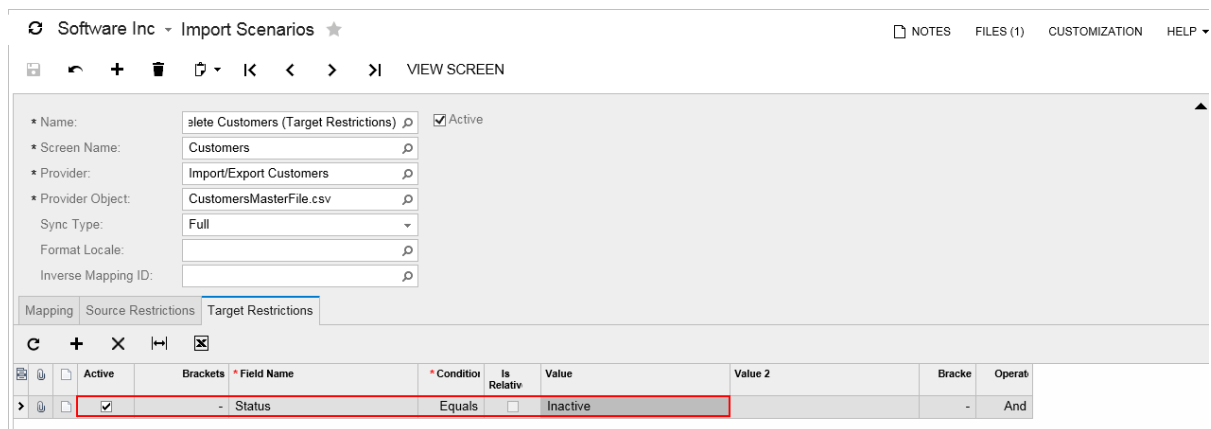 Software Inc Import Scenarios NOTES FILES (1) CUSTOMIZATION HELP
VIEW SCREEN
* Name: elete Customers (Target Restrictions) Active
* Screen Name: Customers
* Provider: Import/Export Customers
* Provider Object: CustomersMasterFile.csv
Sync Type: Full
Format Locale:
Inverse Mapping ID:
Mapping Source Restrictions Target Restrictions
Active Brackets * Field Name * Condition Is Value Value 2 Bracke Operat
Relativ
- Status Equals Inactive - And